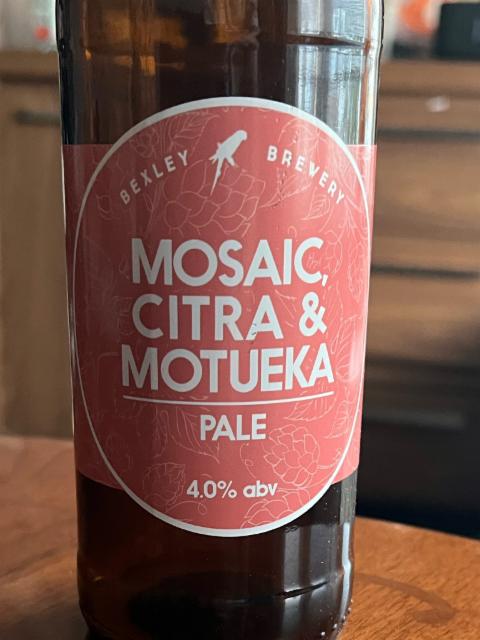 BEXLEY BREWERY
MOSAIC,
CITRA &
MOTUEKA
PALE
4.0% abv